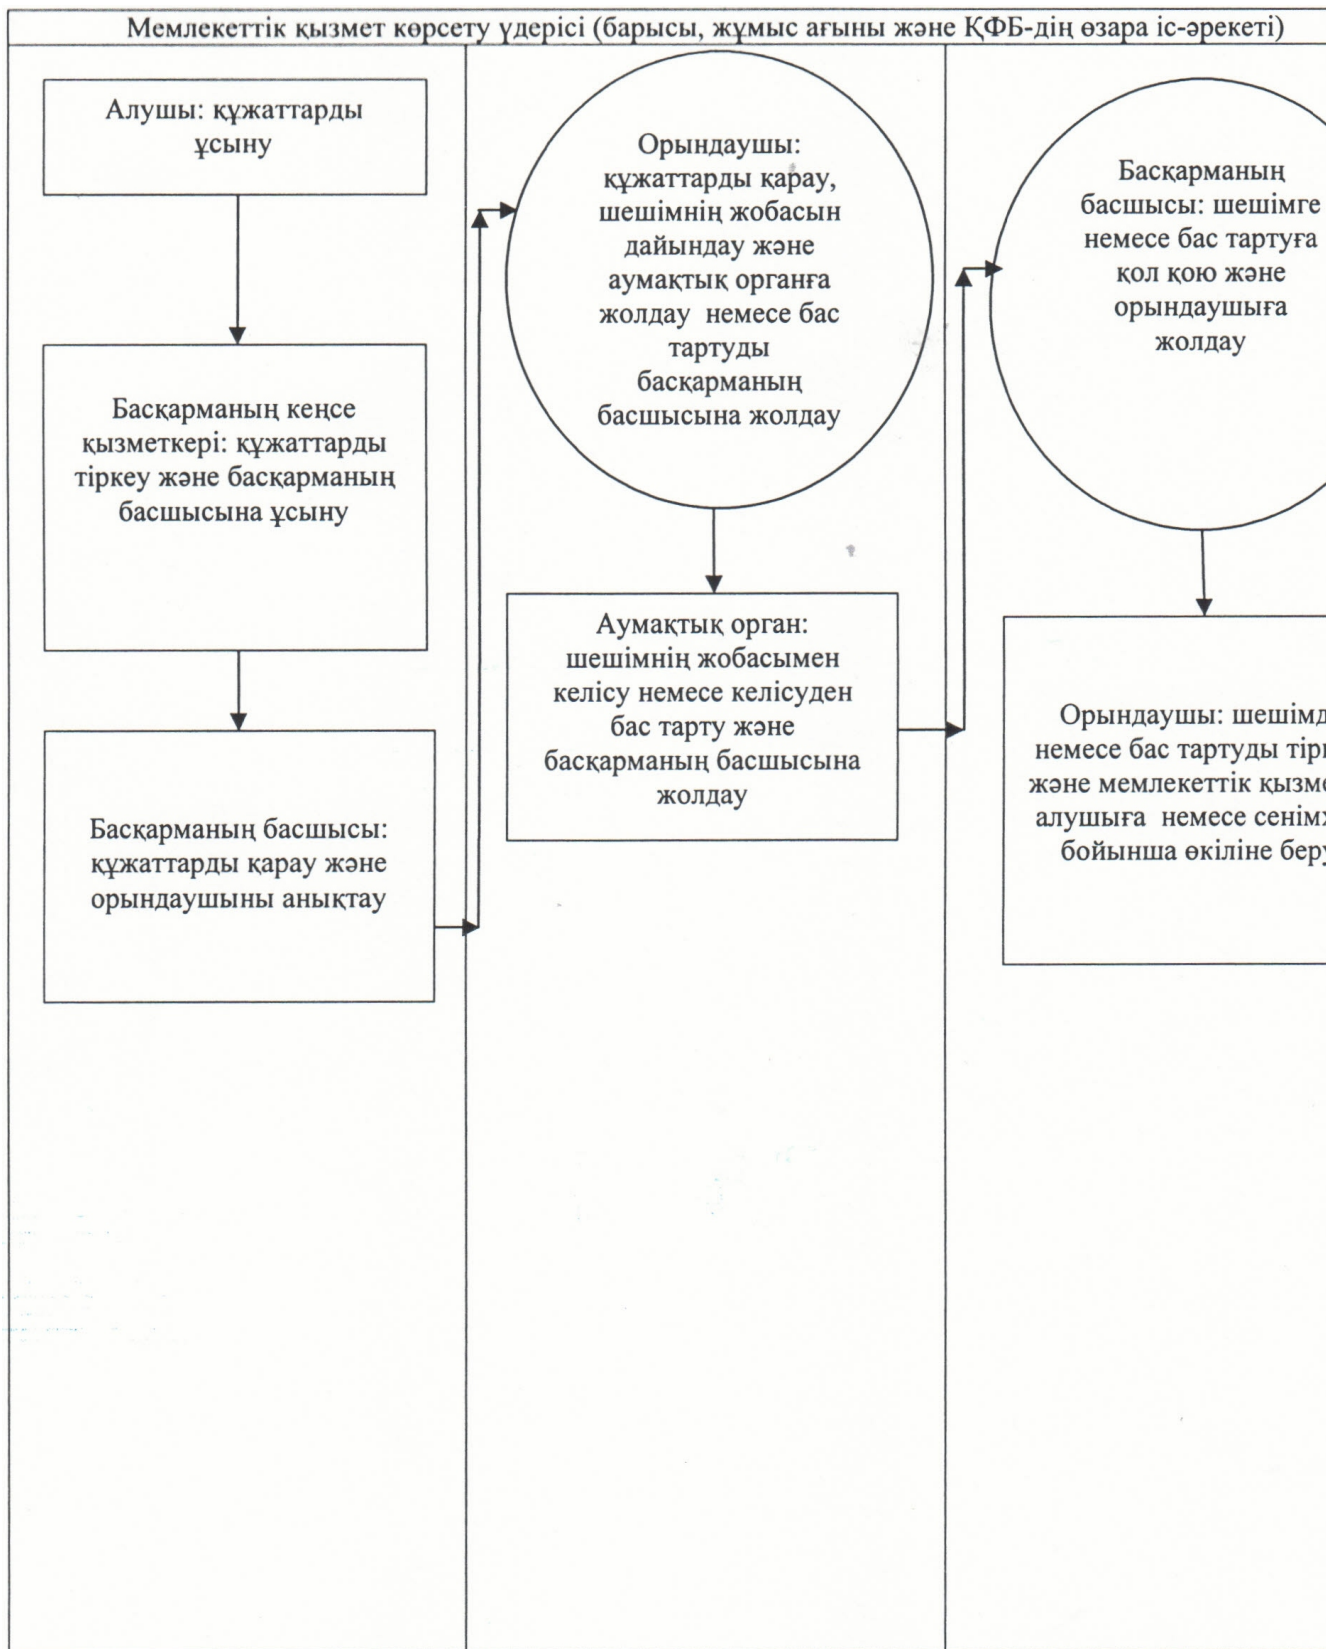 Мемлекеттік қызмет көрсету үдерісі (барысы, жұмыс ағыны және ҚФБ-дің өзара іс-әрекеті)
Алушы: құжаттарды
ұсыну
Басқарманың кеңсе
қызметкері: құжаттарды
тіркеу және басқарманың
басшысына ұсыну
Басқарманың басшысы:
құжаттарды қарау және
орындаушыны анықтау
Орындаушы:
құжаттарды қарау,
шешімнің жобасын
дайындау және
аумақтық органға
жолдау немесе бас
тартуды
басқарманың
басшысына жолдау
Аумақтық орган:
шешімнің жобасымен
келісу немесе келісуден
бас тарту және
басқарманың басшысына
жолдау
Басқарманың
басшысы: шешімге
немесе бас тартуға
қол қою және
орындаушыға
жолдау
Орындаушы:
немесе бас тартуды
және мемлекеттік
алушыға немесе
бойынша өкіліне беру